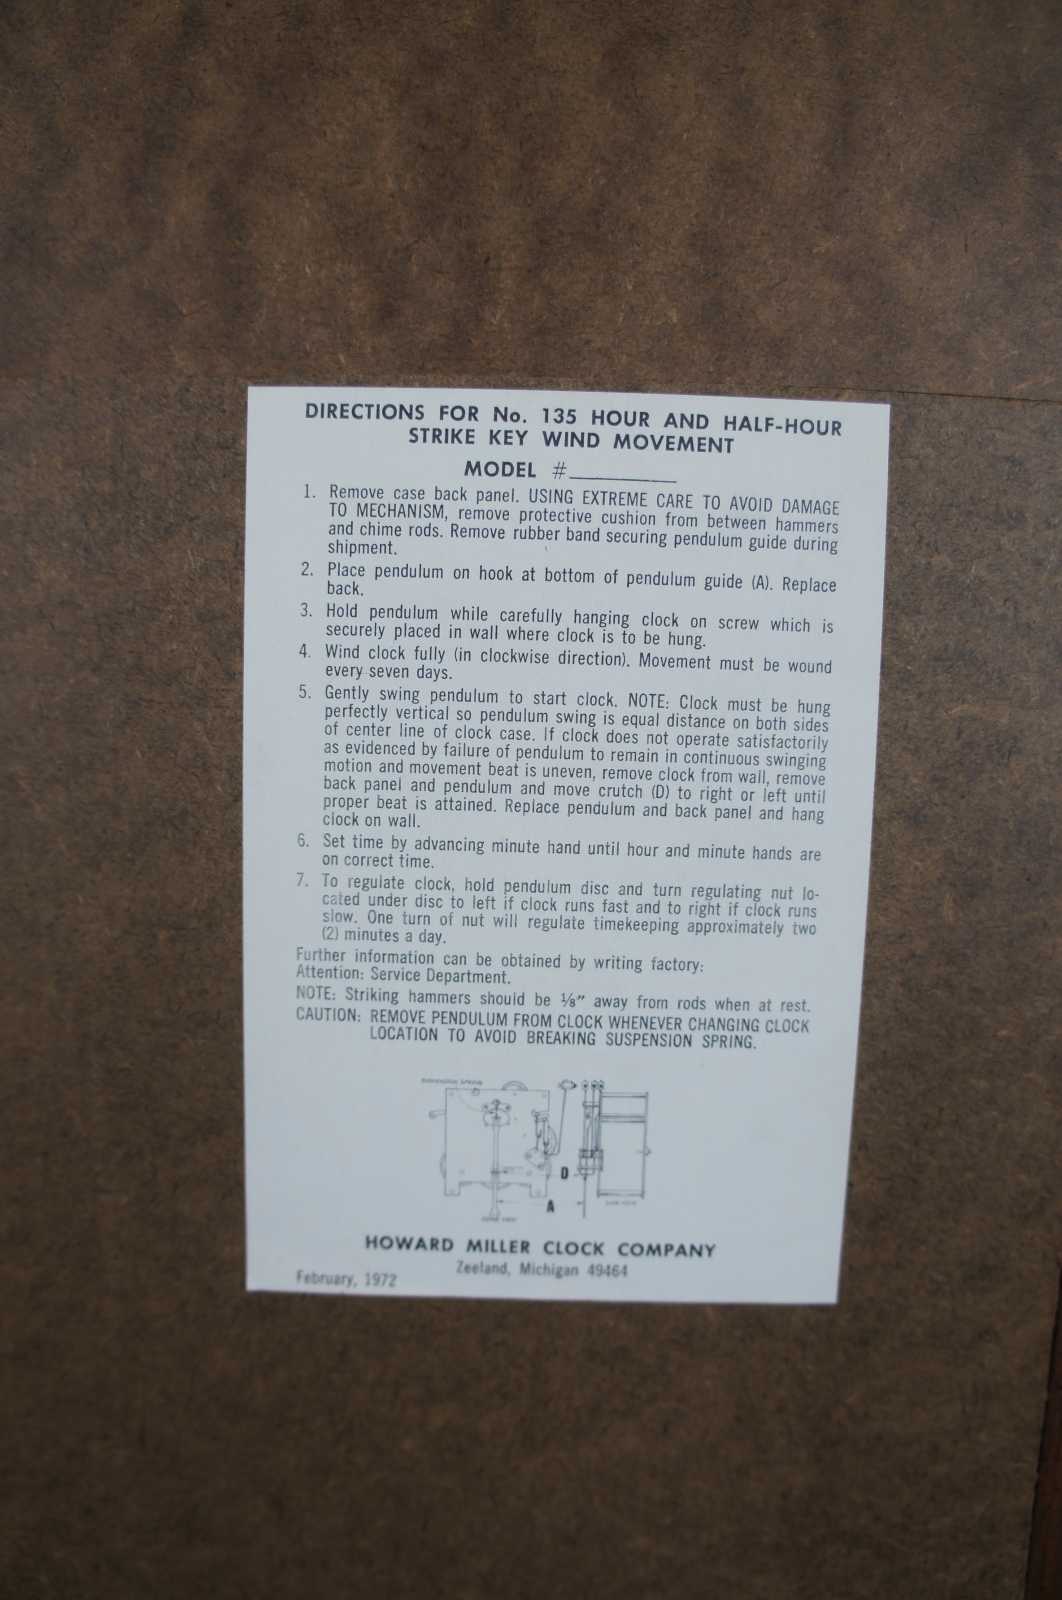 DIRECTIONS FOR No. 135 HOUR AND HALF-HOUR
STRIKE KEY WIND MOVEMENT
MODEL #
1. Remove case back panel. USING EXTREME CARE TO AVOID DAMAGE
TO MECHANISM, remove protective cushion from between hammers
and chime rods. Remove rubber band securing pendulum guide during
shipment.
2. Place pendulum on hook at bottom of pendulum guide (A). Replace
back.
3. Hold pendulum while carefully hanging clock on screw which is
securely placed in wall where clock is to be hung.
4. Wind clock fully (in clockwise direction). Movement must be wound
every seven days.
5. Gently swing pendulum to start clock. NOTE: Clock must be hung
perfectly vertical so pendulum swing is equal distance on both sides
of center line of clock case. If clock does not operate satisfactorily
as evidenced by failure of pendulum to remain in continuous swinging
motion and movement beat is uneven, remove clock from wall, remove
back panel and pendulum and move crutch (D) to right or left until
proper beat is attained. Replace pendulum and back panel and hang
clock on wall.
6. Set time by advancing minute hand until hour and minute hands are
on correct time.
7. To regulate clock, hold pendulum disc and turn regulating nut lo-
cated under disc to left if clock runs fast and to right if clock runs
slow. One turn of nut will regulate timekeeping approximately two
(2) minutes a day.
Further information can be obtained by writing factory:
Attention: Service Department.
NOTE: Striking hammers should be ⅛" away from rods when at rest.
CAUTION: REMOVE PENDULUM FROM CLOCK WHENEVER CHANGING CLOCK
LOCATION TO AVOID BREAKING SUSPENSION SPRING.
SUSPENSION SPRING
D
A
HOWARD MILLER CLOCK COMPANY
Zeeland, Michigan 49464
February, 1972